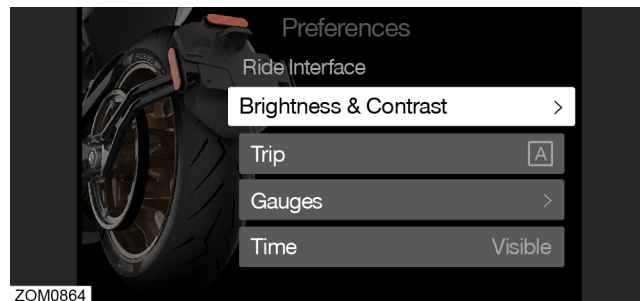 Preferences
Ride Interface
Brightness & Contrast >
Trip A
Gauges >
Time Visible
ZOM0864